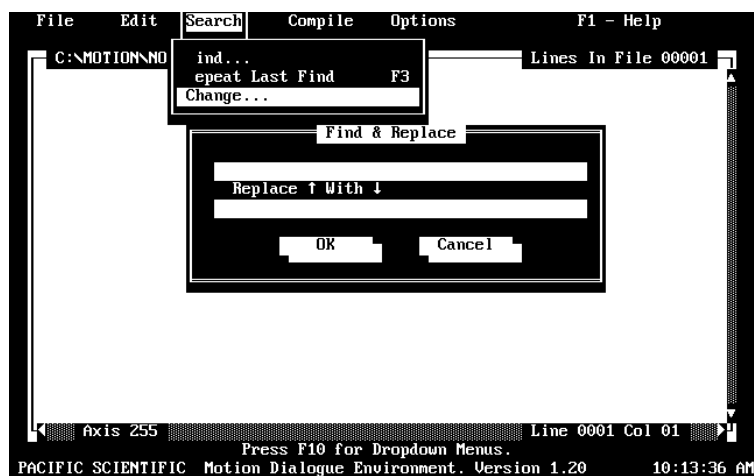 File Edit Search Compile Options F1 - Help
C:\MOTION\NO Lines In File 00001
ind...
epeat Last Find F3
Change...
Find & Replace
Replace ↑ With ↓
OK Cancel
Axis 255 Line 0001 Col 01
Press F10 for Dropdown Menus.
PACIFIC SCIENTIFIC Motion Dialogue Environment. Version 1.20 10:13:36 AM